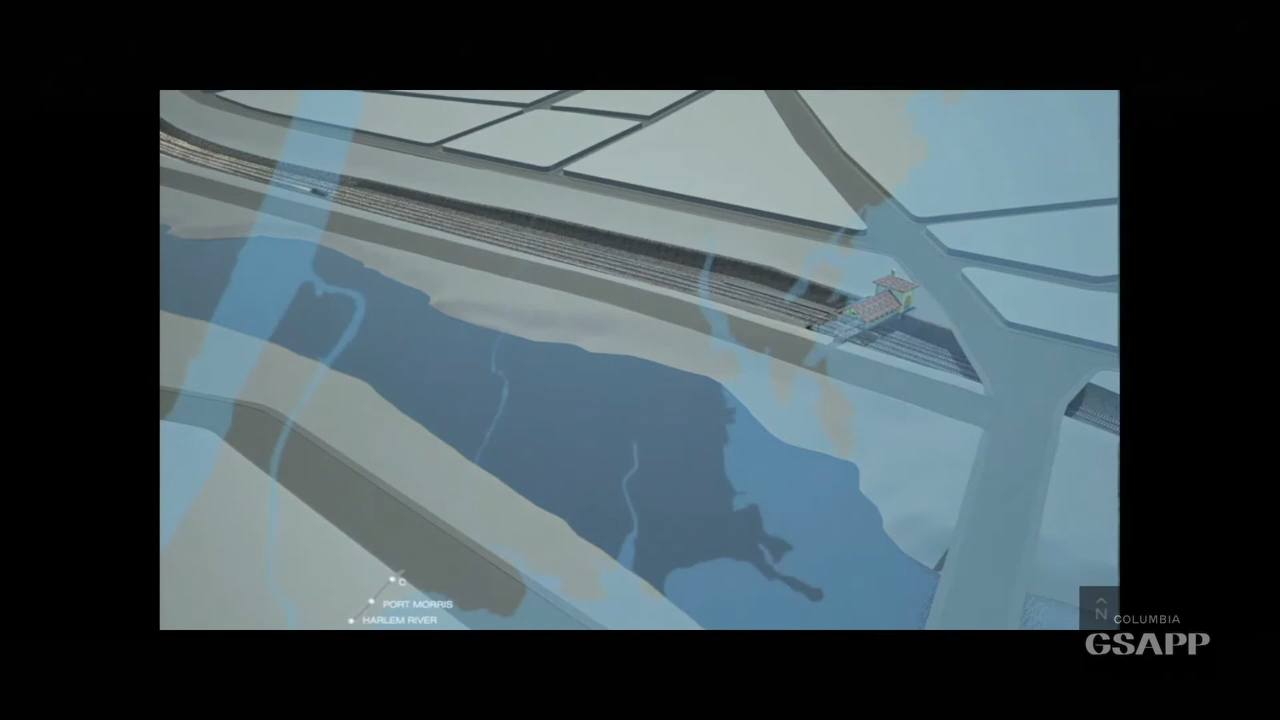 C
PORT MORRIS
HARLEM RIVER
N
COLUMBIA
GSAPP